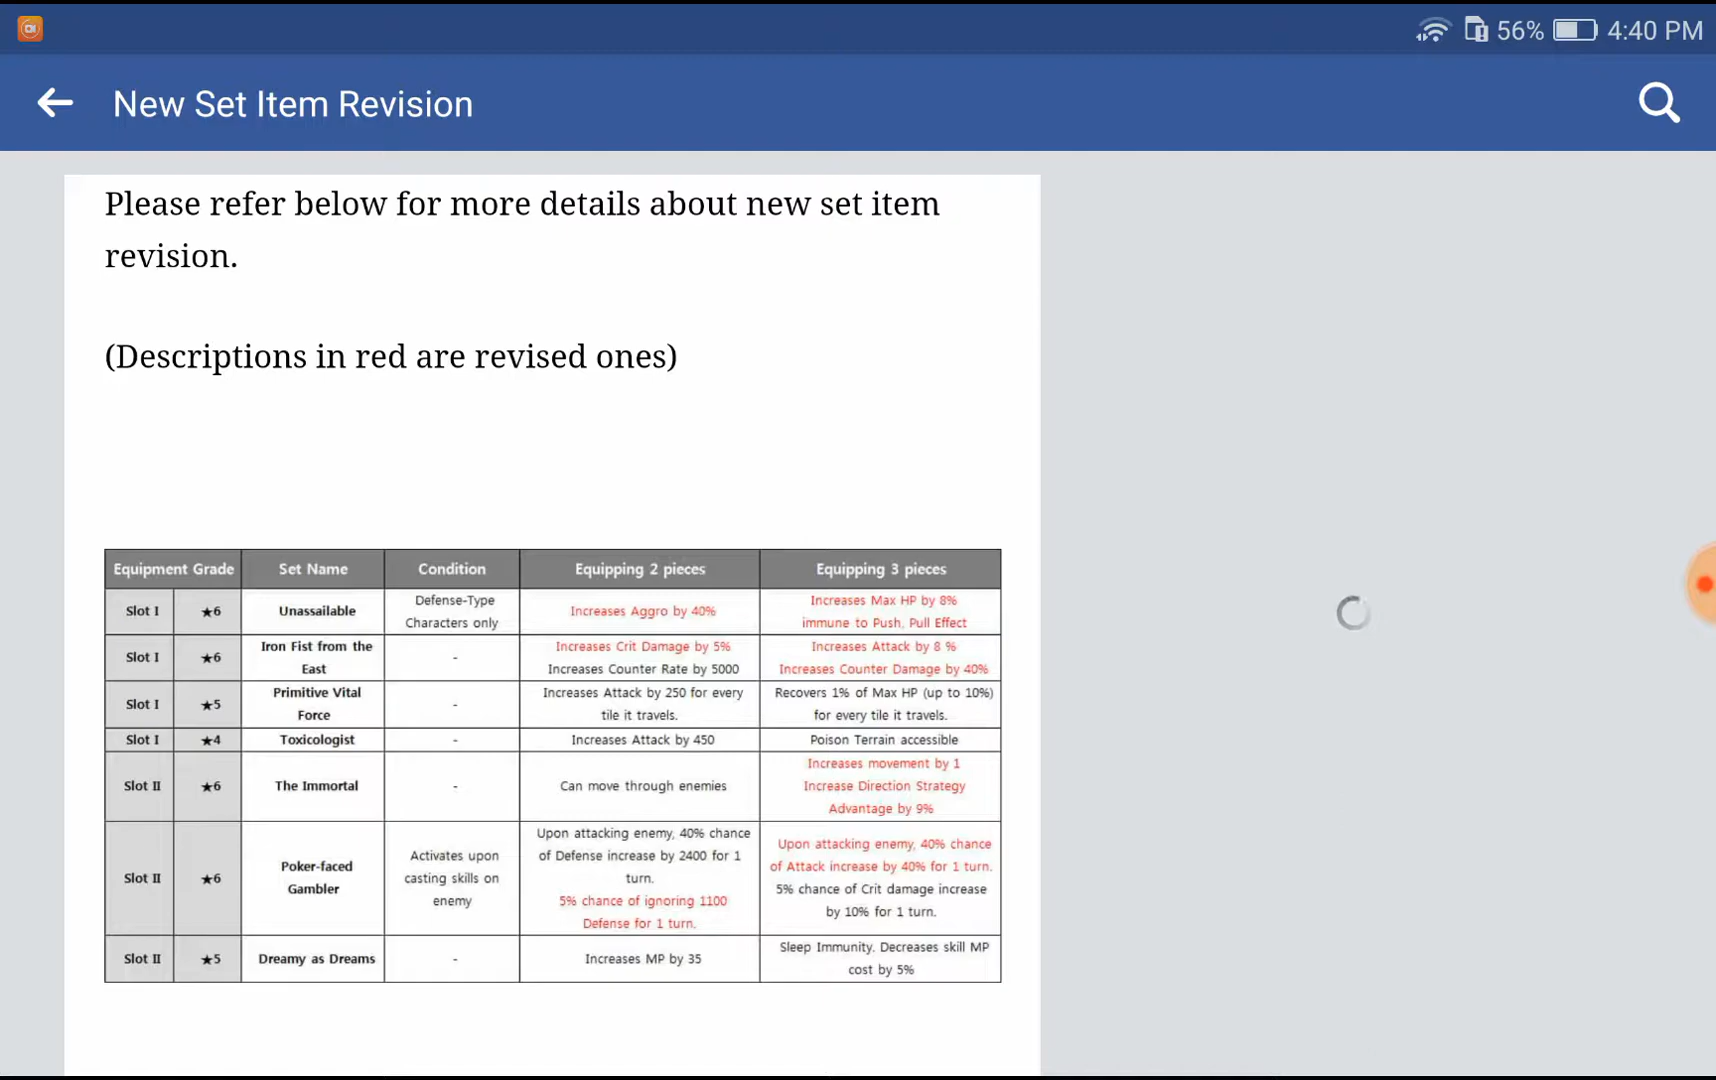 56% 4:40 PM
New Set Item Revision
Please refer below for more details about new set item
revision.
(Descriptions in red are revised ones)
Equipment Grade Set Name Condition Equipping 2 pieces Equipping 3 pieces
Slot I ★6 Unassailable Defense-Type
Characters only Increases Aggro by 40% Increases Max HP by 8%
immune to Push, Pull Effect
Slot I ★6 Iron Fist from the
East - Increases Crit Damage by 5%
Increases Counter Rate by 5000 Increases Attack by 8 %
Increases Counter Damage by 40%
Slot I ★5 Primitive Vital
Force - Increases Attack by 250 for every
tile it travels. Recovers 1% of Max HP (up to 10%)
for every tile it travels.
Slot I ★4 Toxicologist - Increases Attack by 450 Poison Terrain accessible
Slot II ★6 The Immortal - Can move through enemies Increases movement by 1
Increase Direction Strategy
Advantage by 9%
Slot II ★6 Poker-faced
Gambler Activates upon
casting skills on
enemy Upon attacking enemy, 40% chance
of Defense increase by 2400 for 1
turn.
5% chance of ignoring 1100
Defense for 1 turn. Upon attacking enemy, 40% chance
of Attack increase by 40% for 1 turn.
5% chance of Crit damage increase
by 10% for 1 turn.
Slot II ★5 Dreamy as Dreams - Increases MP by 35 Sleep Immunity. Decreases skill MP
cost by 5%